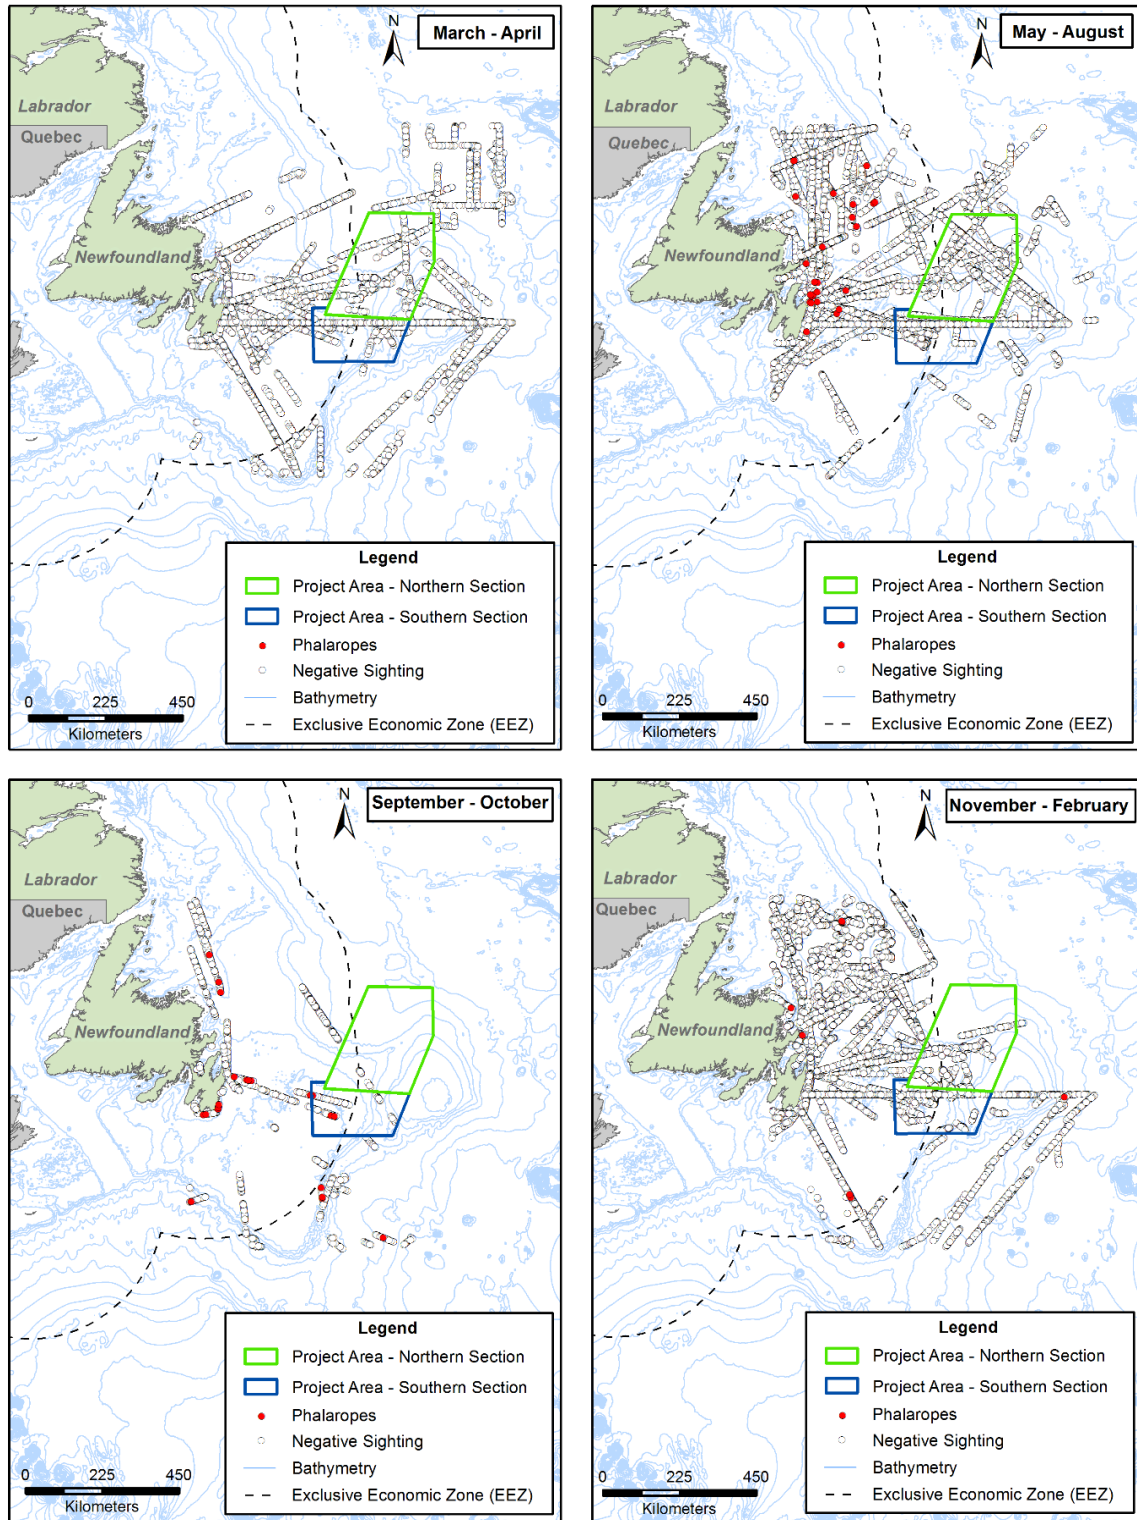 March - April
N
Labrador
Quebec
Newfoundland
Legend
Project Area - Northern Section
Project Area - Southern Section
Phalaropes
Negative Sighting
Bathymetry
Exclusive Economic Zone (EEZ)
0 225 450
Kilometers
May - August
N
Labrador
Quebec
Newfoundland
Legend
Project Area - Northern Section
Project Area - Southern Section
Phalaropes
Negative Sighting
Bathymetry
Exclusive Economic Zone (EEZ)
0 225 450
Kilometers
September - October
N
Labrador
Quebec
Newfoundland
Legend
Project Area - Northern Section
Project Area - Southern Section
Phalaropes
Negative Sighting
Bathymetry
Exclusive Economic Zone (EEZ)
0 225 450
Kilometers
November - February
N
Labrador
Quebec
Newfoundland
Legend
Project Area - Northern Section
Project Area - Southern Section
Phalaropes
Negative Sighting
Bathymetry
Exclusive Economic Zone (EEZ)
0 225 450
Kilometers